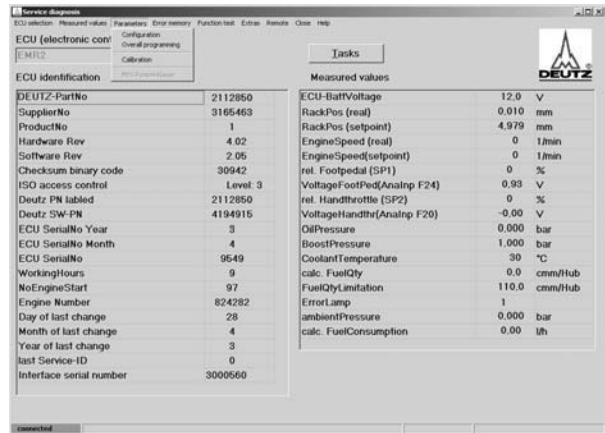 Service diagnosis
ECU selection Measured values Parameters Error memory Function test Extras Remote Close Help
Configuration
Overall programming
Calibration
ECU (electronic cont
EMR2
Tasks
DEUTZ
ECU identification
Measured values
DEUTZ-PartNo 2112850
SupplierNo 3165463
ProductNo 1
Hardware Rev 4.02
Software Rev 2.05
Checksum binary code 30942
ISO access control Level: 3
Deutz PN labled 2112850
Deutz SW-PN 4194915
ECU SerialNo Year 3
ECU SerialNo Month 4
ECU SerialNo 9549
WorkingHours 9
NoEngineStart 97
Engine Number 824282
Day of last change 28
Month of last change 4
Year of last change 3
last Service-ID 0
Interface serial number 3000560
ECU-BattVoltage 12,0 V
RackPos (real) 0,010 mm
RackPos (setpoint) 4,979 mm
EngineSpeed (real) 0 1/min
EngineSpeed(setpoint) 0 1/min
rel. Footpedal (SP1) 0 %
VoltageFootPed(AnaInp F24) 0,93 V
rel. Handthrottle (SP2) 0 %
VoltageHandthr(AnaInp F20) -0,00 V
OilPressure 0,000 bar
BoostPressure 1,000 bar
CoolantTemperature 30 °C
calc. FuelQty 0,0 cmm/Hub
FuelQtyLimitation 110,0 cmm/Hub
ErrorLamp 1
ambientPressure 0,000 bar
calc. FuelConsumption 0,00 l/h
connected